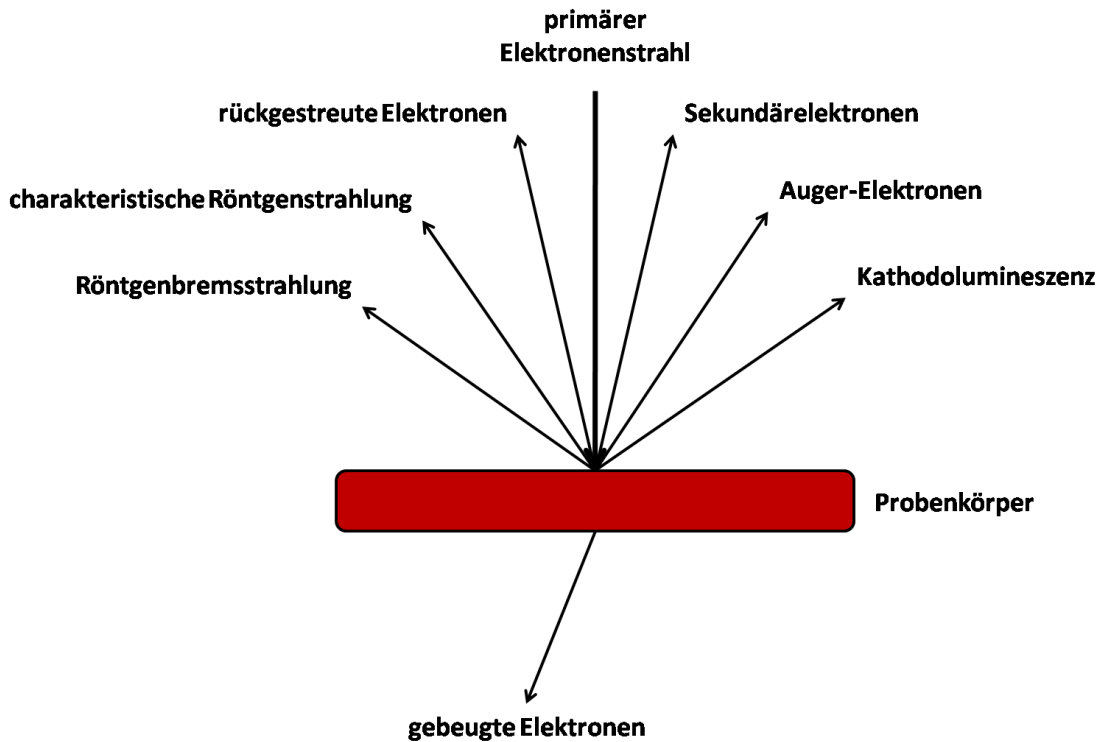 primärer
Elektronenstrahl
rückgestreute Elektronen
Sekundärelektronen
charakteristische Röntgenstrahlung
Auger-Elektronen
Röntgenbremsstrahlung
Kathodolumineszenz
Probenkörper
gebeugte Elektronen